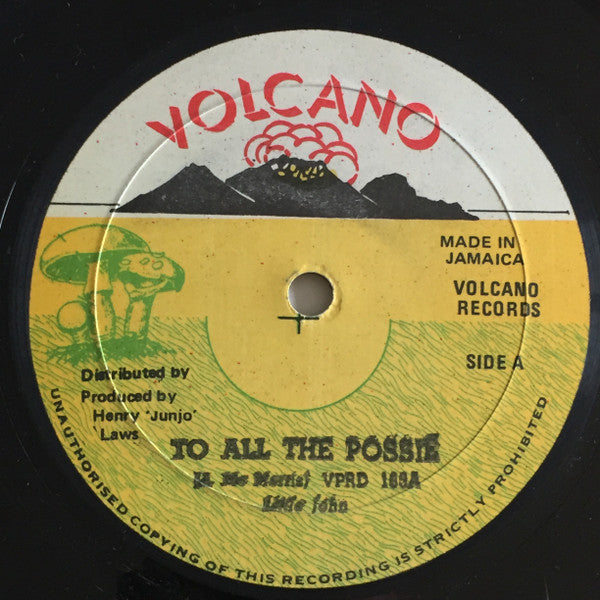 VOLCANO
MADE IN
JAMAICA
VOLCANO
RECORDS
SIDE A
Distributed by
Produced by
Henry 'Junjo'
'Laws
TO ALL THE POSSIE
VPRD
Little John
UNAUTHORISED COPYING OF THIS RECORDING IS STRICTLY PROHIBITED